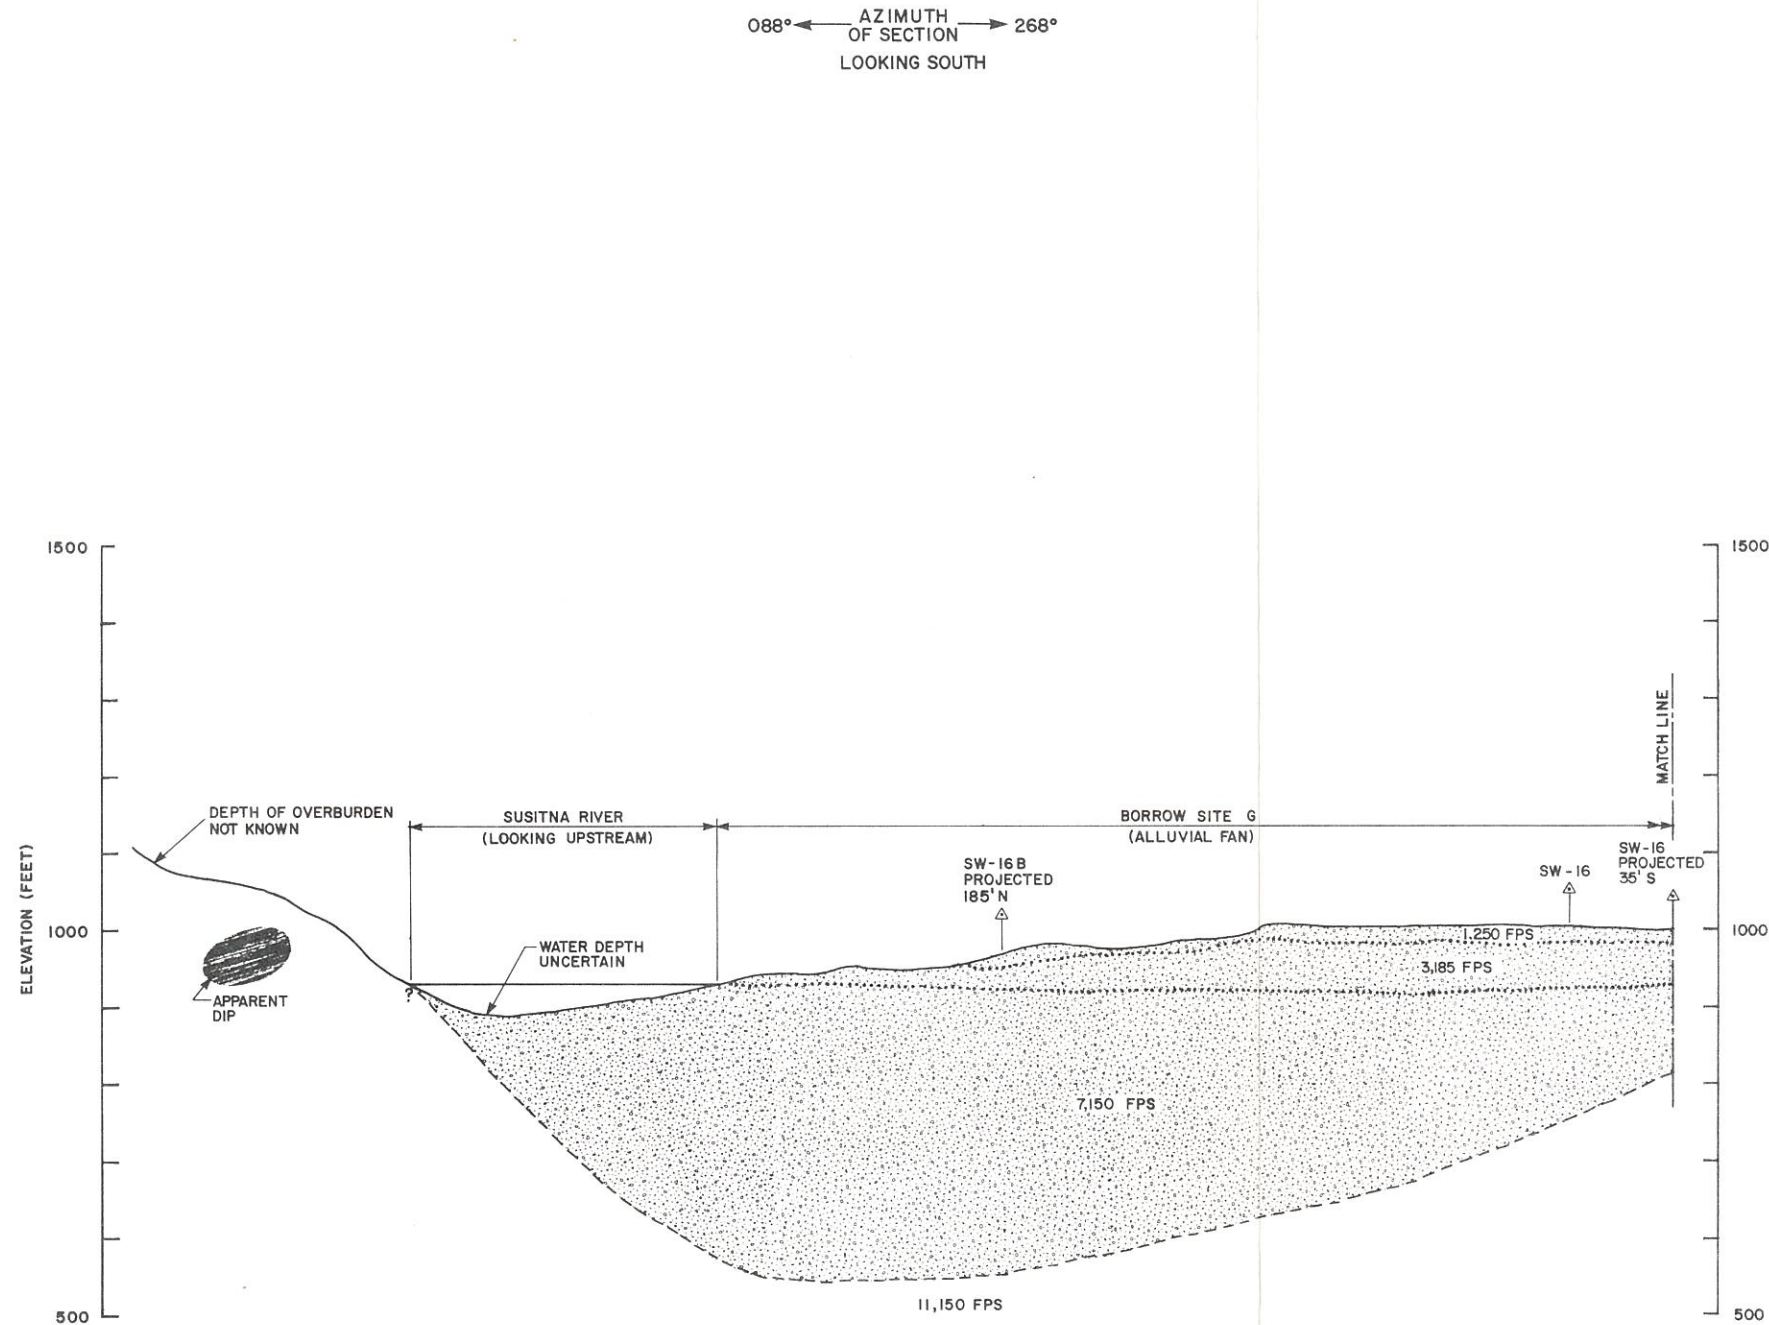 AZIMUTH
088° OF SECTION 268°
LOOKING SOUTH
1500
1500
MATCH LINE
DEPTH OF OVERBURDEN
NOT KNOWN
SUSITNA RIVER
(LOOKING UPSTREAM)
BORROW SITE G
(ALLUVIAL FAN)
SW-16B
PROJECTED
185' N
SW-16
SW-16
PROJECTED
35' S
ELEVATION (FEET)
1000
1000
WATER DEPTH
UNCERTAIN
1,250 FPS
3,185 FPS
?
APPARENT
DIP
7,150 FPS
11,150 FPS
500
500